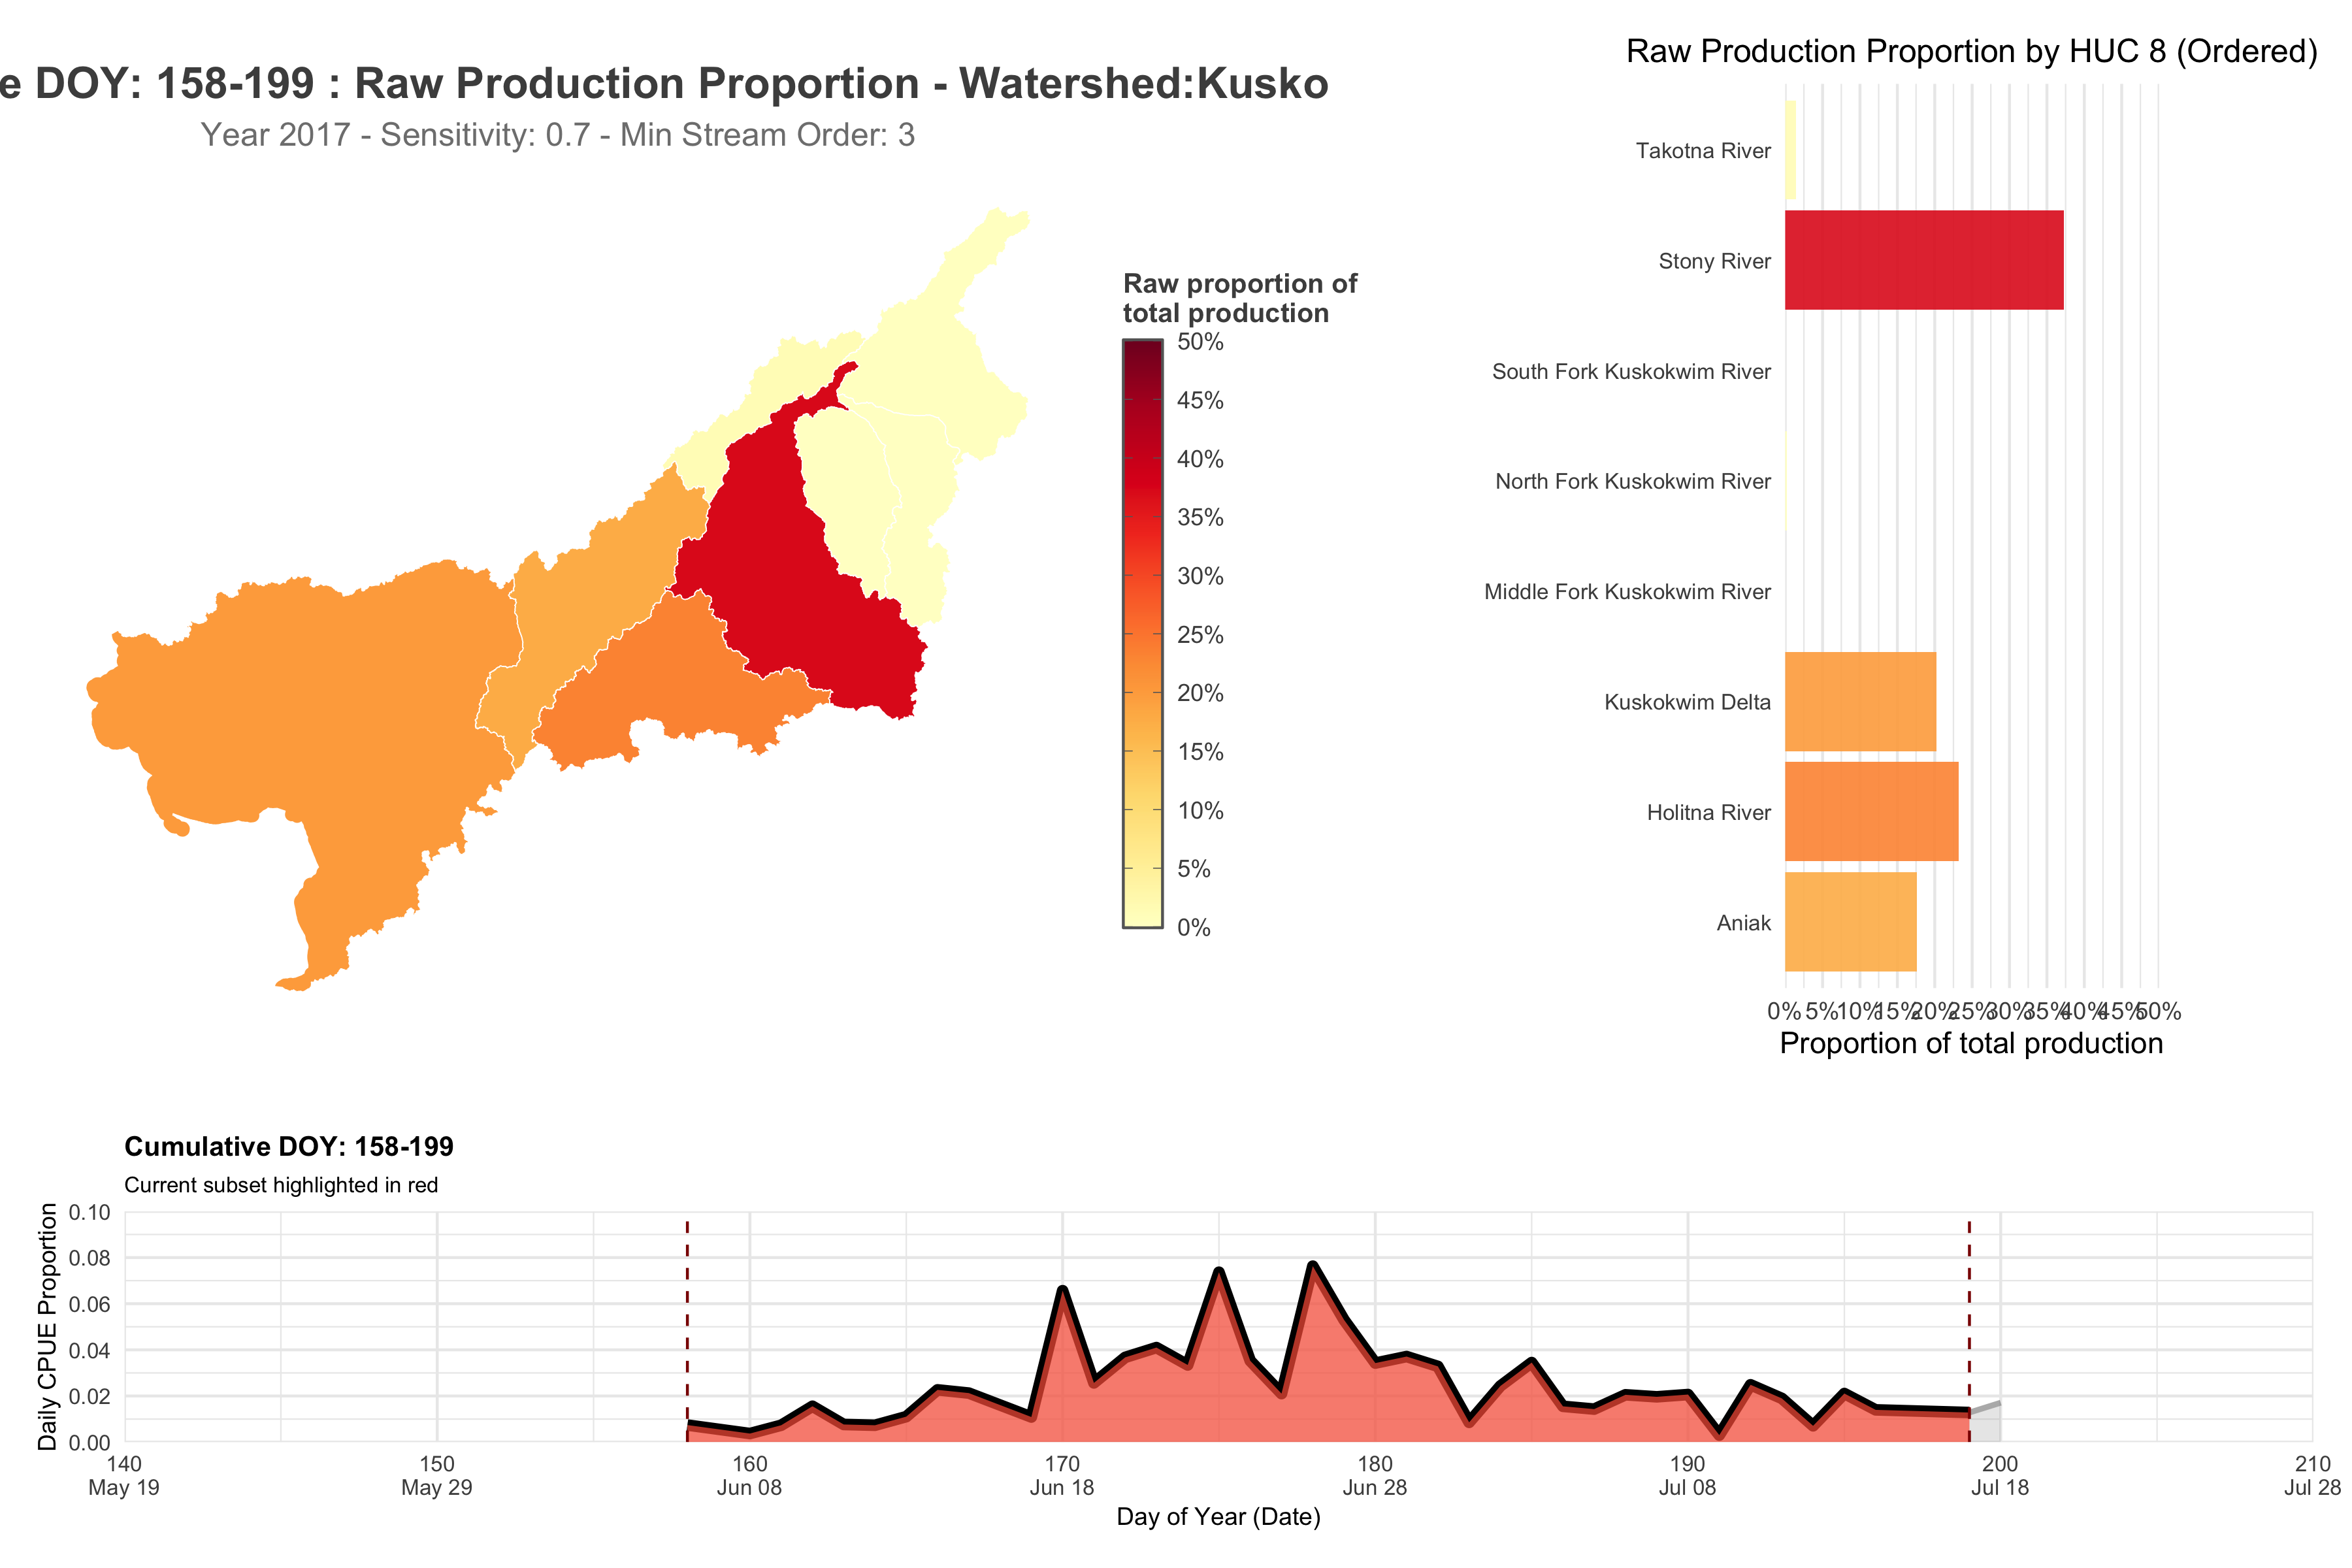 e DOY: 158-199 : Raw Production Proportion - Watershed:Kusko
Year 2017 - Sensitivity: 0.7 - Min Stream Order: 3
Raw proportion of
total production
50%
45%
40%
35%
30%
25%
20%
15%
10%
5%
0%
Raw Production Proportion by HUC 8 (Ordered)
Takotna River
Stony River
South Fork Kuskokwim River
North Fork Kuskokwim River
Middle Fork Kuskokwim River
Kuskokwim Delta
Holitna River
Aniak
0% 5% 10% 15% 20% 25% 30% 35% 40% 45% 50%
Proportion of total production
Cumulative DOY: 158-199
Current subset highlighted in red
Daily CPUE Proportion
0.10
0.08
0.06
0.04
0.02
0.00
140 150 160 170 180 190 200 210
May 19 May 29 Jun 08 Jun 18 Jun 28 Jul 08 Jul 18 Jul 28
Day of Year (Date)